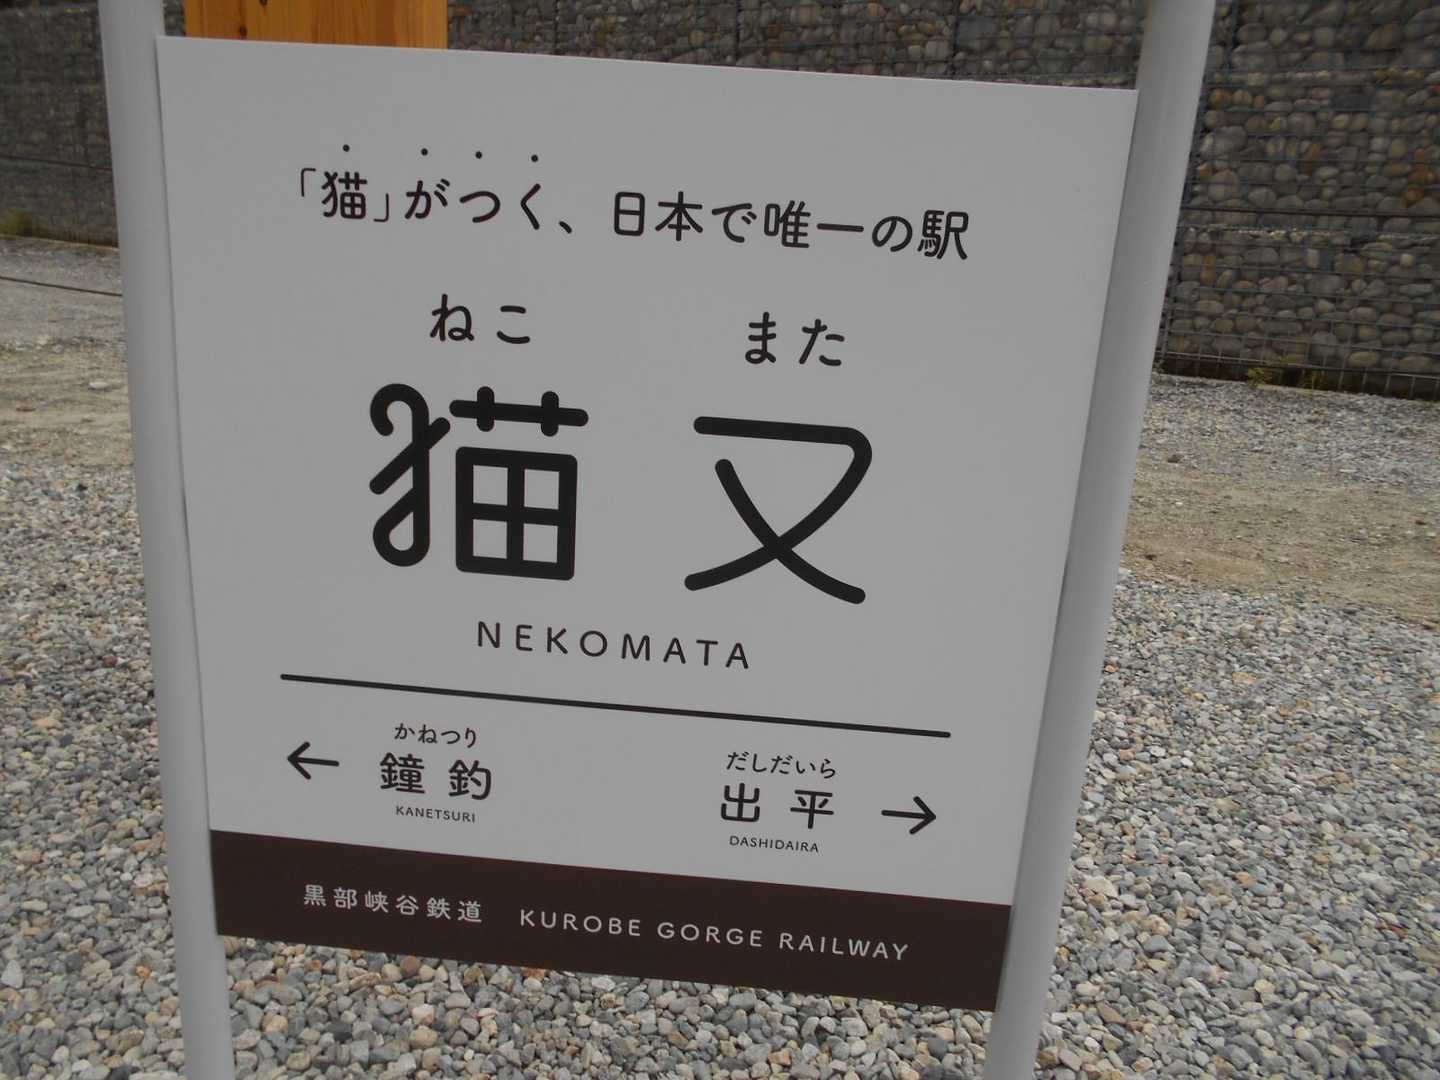 「猫」がつく、日本で唯一の駅
ねこ また
猫又
NEKOMATA
かねつり だしだいら
← 鐘釣 出平 →
KANETSURI DASHIDAIRA
黒部峡谷鉄道 KUROBE GORGE RAILWAY